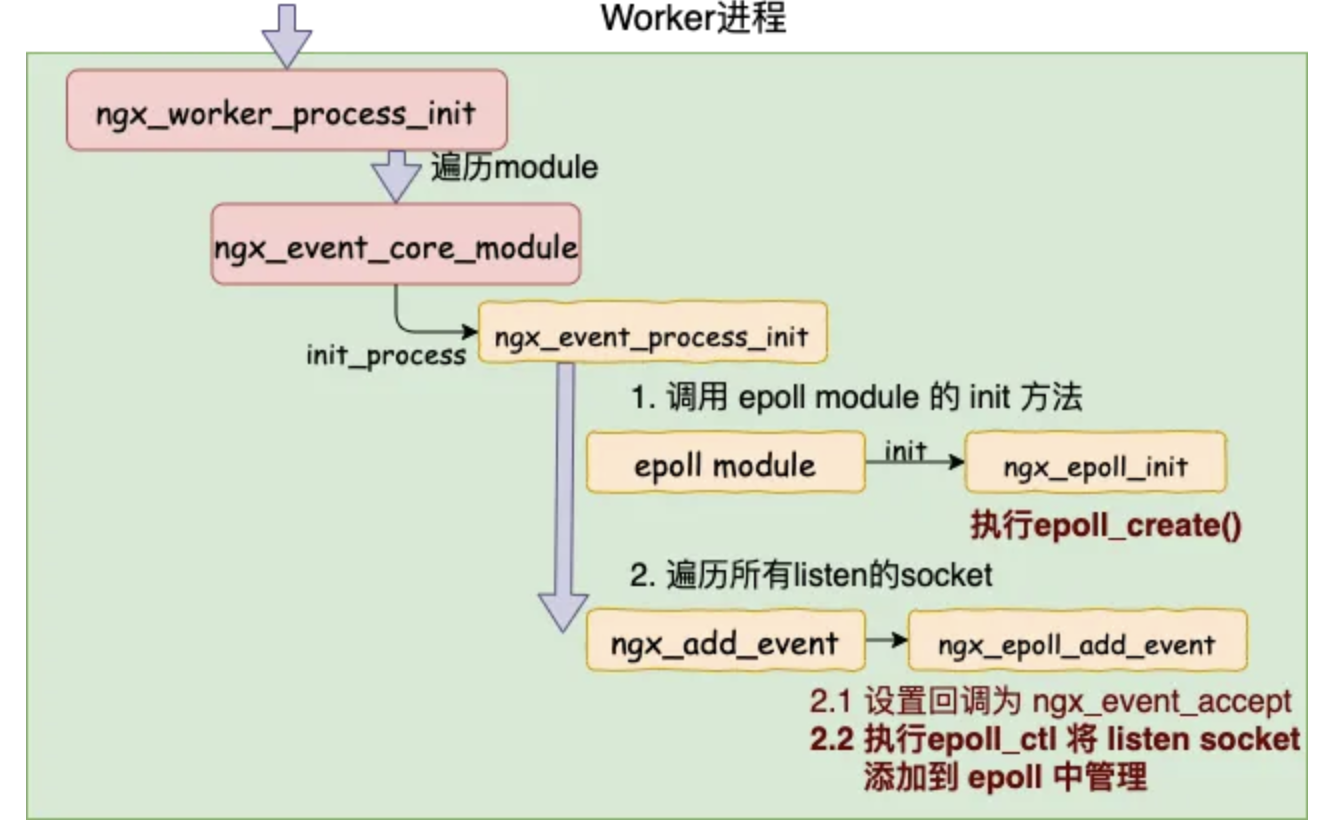 Worker进程
ngx_worker_process_init
遍历module
ngx_event_core_module
init_process
ngx_event_process_init
1. 调用 epoll module 的 init 方法
epoll module
init
ngx_epoll_init
执行epoll_create()
2. 遍历所有listen的socket
ngx_add_event
ngx_epoll_add_event
2.1 设置回调为 ngx_event_accept
2.2 执行epoll_ctl 将 listen socket
添加到 epoll 中管理